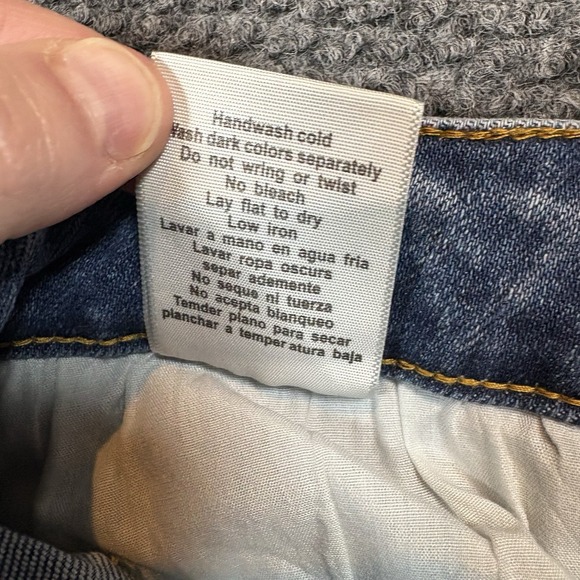 Handwash cold
Wash dark colors separately
Do not wring or twist
No bleach
Lay flat to dry
Low iron
Lavar a mano en agua fria
Lavar ropa oscurs
separ ademente
No seque ni tuerza
No acepta blanqueo
Tender plano para secar
planchar a temper atura baja